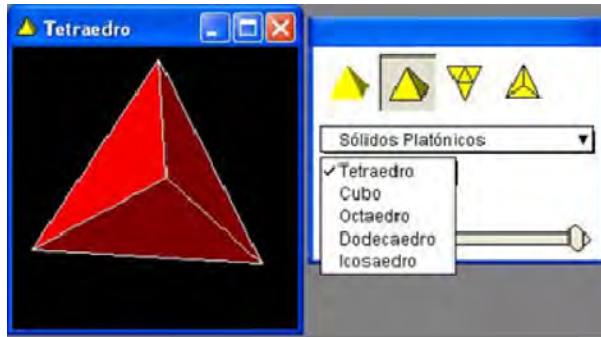 Tetraedro
Sólidos Platónicos
Tetraedro
Cubo
Octaedro
Dodecaedro
Icosaedro